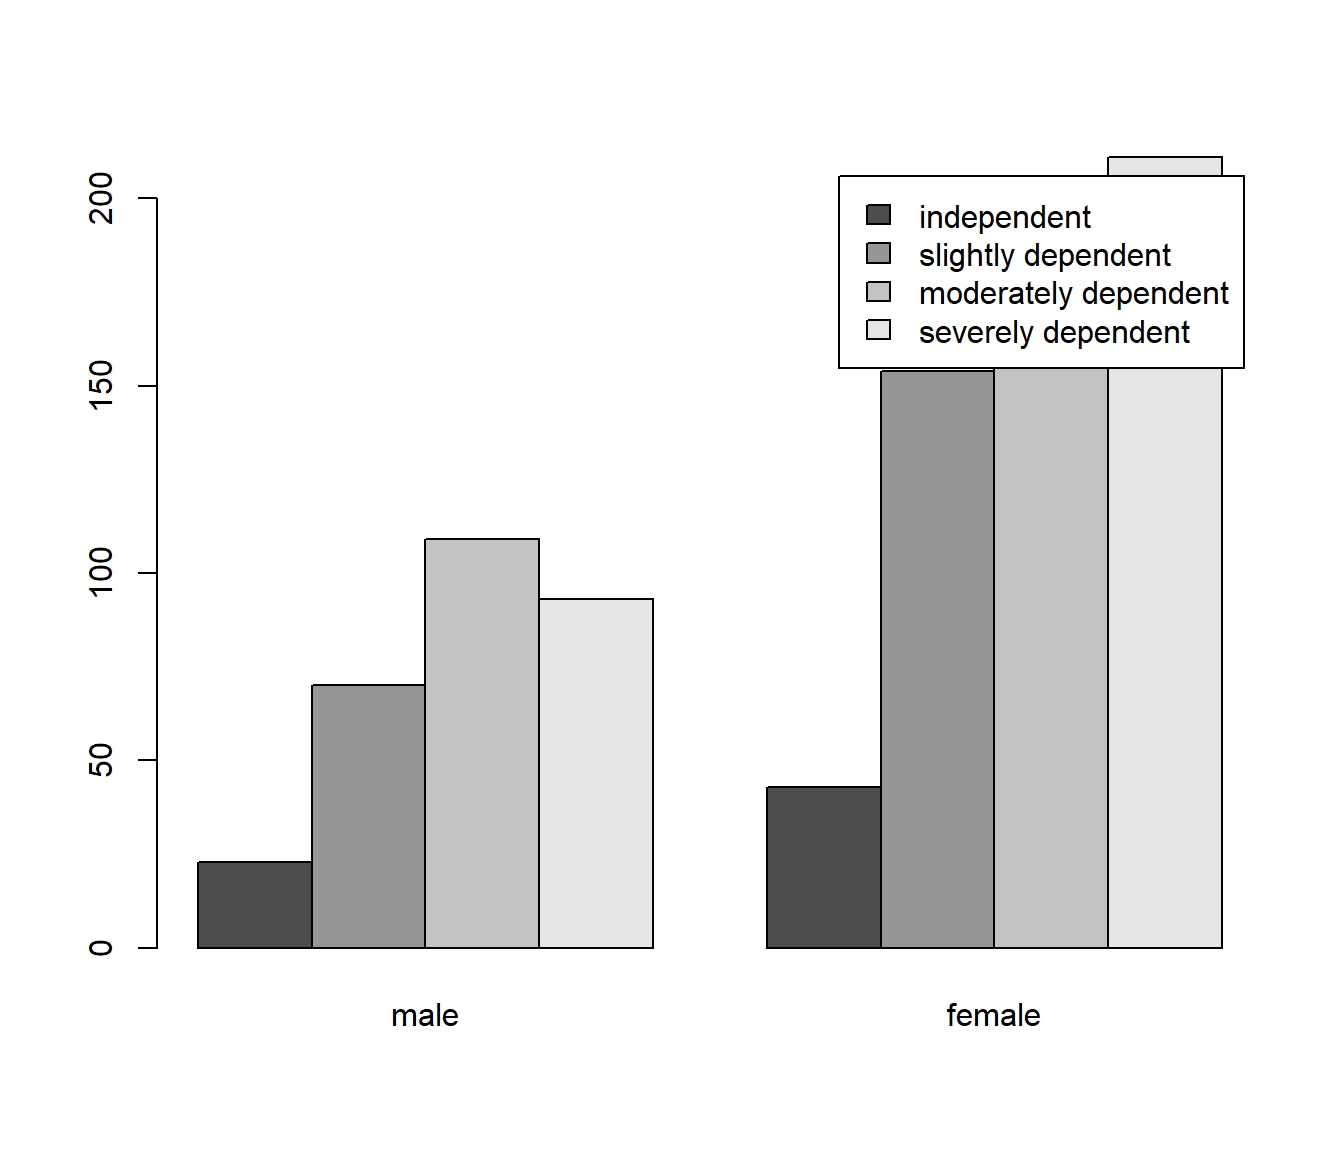 200
150
100
50
0
independent
slightly dependent
moderately dependent
severely dependent
male
female